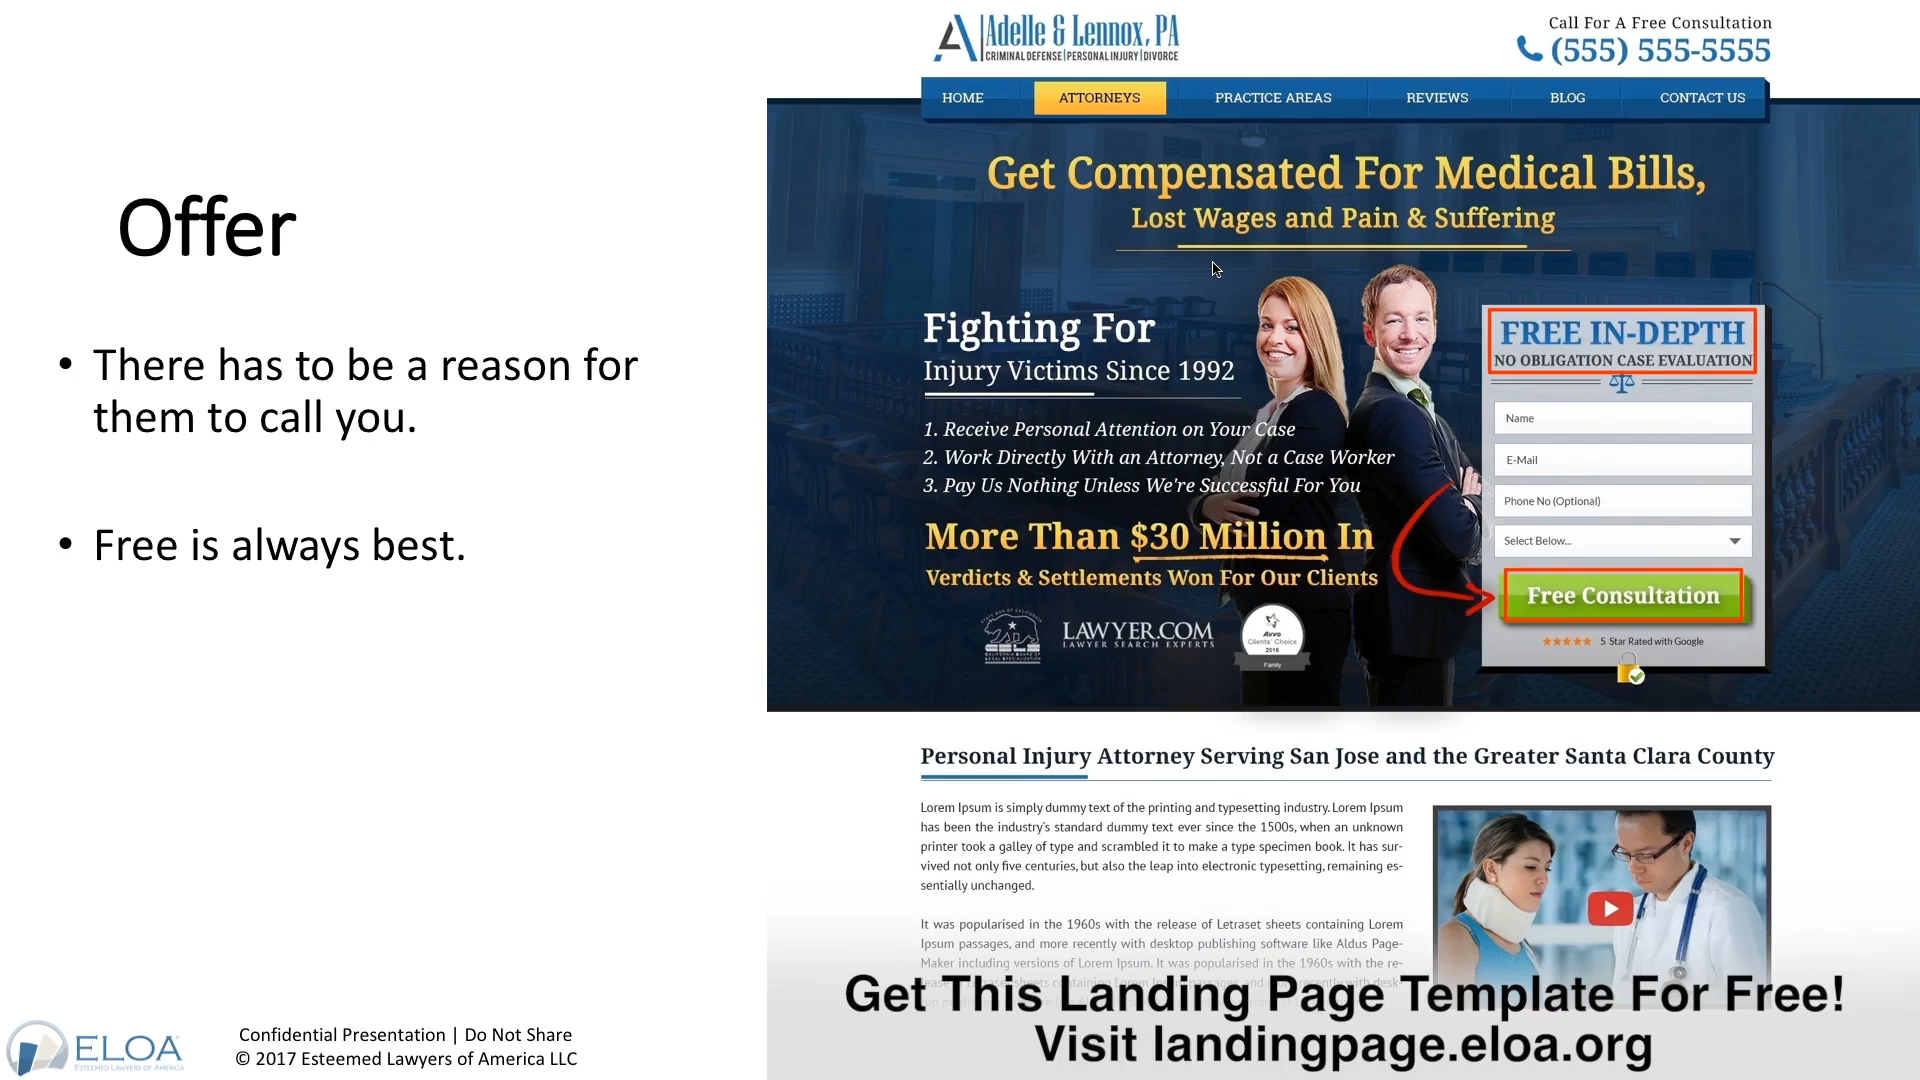 Offer
• There has to be a reason for
them to call you.
• Free is always best.
ELOA
ESTEEMED LAWYERS OF AMERICA
Confidential Presentation | Do Not Share
© 2017 Esteemed Lawyers of America LLC
Adelle & Lennox, PA
CRIMINAL DEFENSE|PERSONAL INJURY|DIVORCE
Call For A Free Consultation
(555) 555-5555
HOME ATTORNEYS PRACTICE AREAS REVIEWS BLOG CONTACT US
Get Compensated For Medical Bills,
Lost Wages and Pain & Suffering
Fighting For
Injury Victims Since 1992
1. Receive Personal Attention on Your Case
2. Work Directly With an Attorney, Not a Case Worker
3. Pay Us Nothing Unless We're Successful For You
More Than $30 Million In
Verdicts & Settlements Won For Our Clients
LAWYER.COM
LAWYER SEARCH EXPERTS
Avvo
Clients' Choice
2016
Family
FREE IN-DEPTH
NO OBLIGATION CASE EVALUATION
Name
E-Mail
Phone No (Optional)
Select Below...
Free Consultation
5 Star Rated with Google
Personal Injury Attorney Serving San Jose and the Greater Santa Clara County
Lorem Ipsum is simply dummy text of the printing and typesetting industry. Lorem Ipsum
has been the industry's standard dummy text ever since the 1500s, when an unknown
printer took a galley of type and scrambled it to make a type specimen book. It has sur-
vived not only five centuries, but also the leap into electronic typesetting, remaining es-
sentially unchanged.
It was popularised in the 1960s with the release of Letraset sheets containing Lorem
Ipsum passages, and more recently with desktop publishing software like Aldus Page-
Maker including versions of Lorem Ipsum. It was popularised in the 1960s with the re-
Get This Landing Page Template For Free!
Visit landingpage.eloa.org